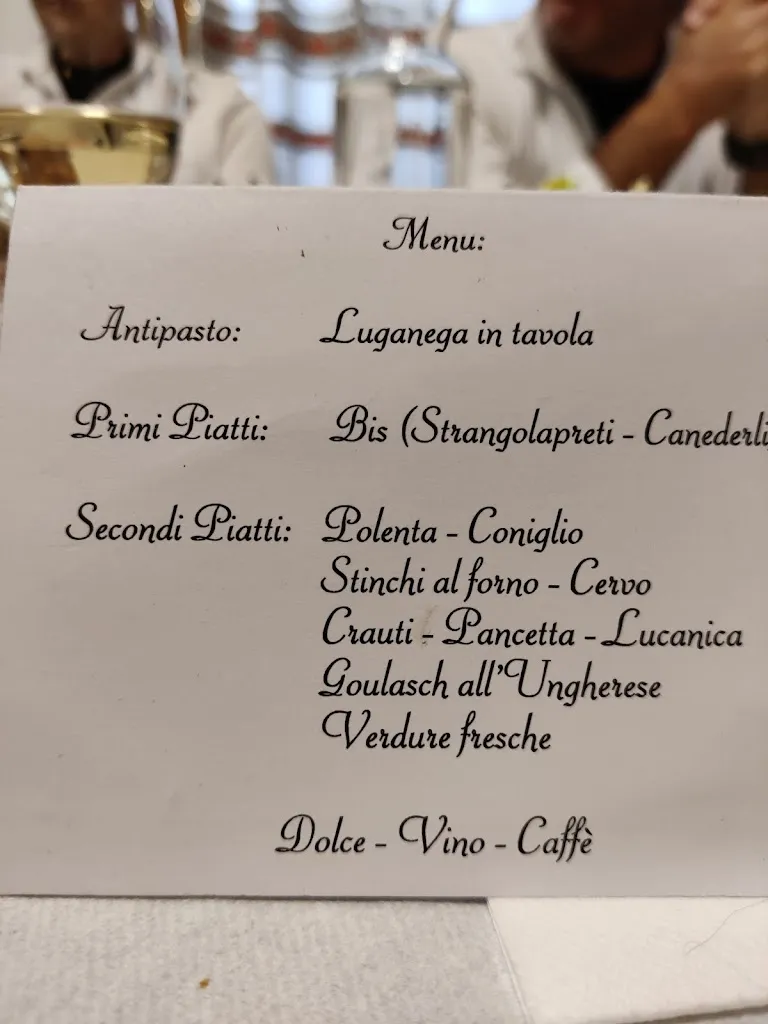 Menu:
Antipasto: Luganega in tavola
Primi Piatti: Bis (Strangolapreti - Canederli)
Secondi Piatti: Polenta - Coniglio
Stinchi al forno - Cervo
Crauti - Pancetta - Lucanica
Goulasch all'Ungherese
Verdure fresche
Dolce - Vino - Caffè